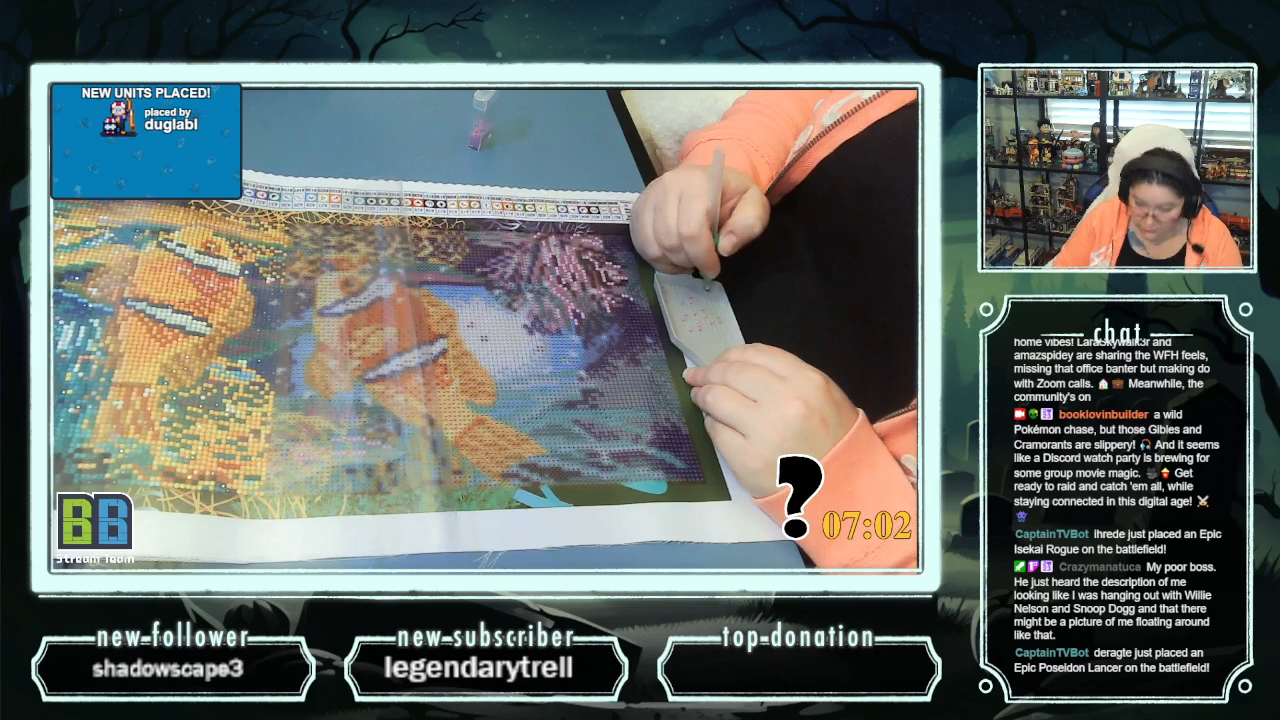 NEW UNITS PLACED!
placed by
duglabl
BB
Stream Team
?
07:02
chat
home vibes! LaraSkywalk3r and
amazspidey are sharing the WFH feels,
missing that office banter but making do
with Zoom calls.
Meanwhile, the
community's on
booklovinbuilder a wild
Pokémon chase, but those Gibles and
Cramorants are slippery!
And it seems
like a Discord watch party is brewing for
some group movie magic.
Get
ready to raid and catch 'em all, while
staying connected in this digital age!
CaptainTVBot ihrede just placed an Epic
Isekai Rogue on the battlefield!
Crazymanatuca My poor boss.
He just heard the description of me
looking like I was hanging out with Willie
Nelson and Snoop Dogg and that there
might be a picture of me floating around
like that.
CaptainTVBot deragte just placed an
Epic Poseidon Lancer on the battlefield!
new follower
shadowscape3
new subscriber
legendarytrell
top donation